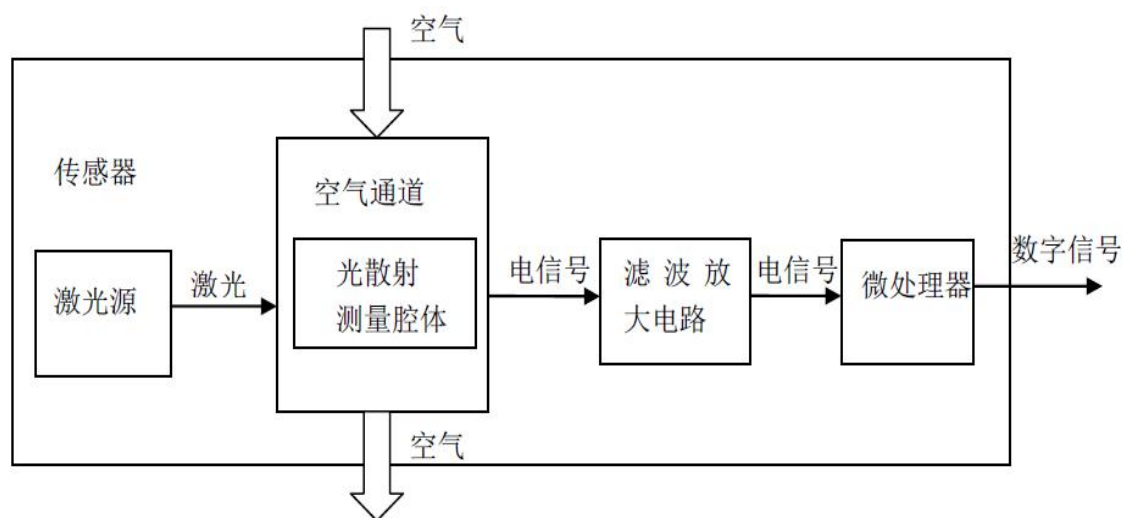 空气
传感器
空气通道
激光源
激光
光散射
测量腔体
电信号
滤波放
大电路
电信号
微处理器
数字信号
空气